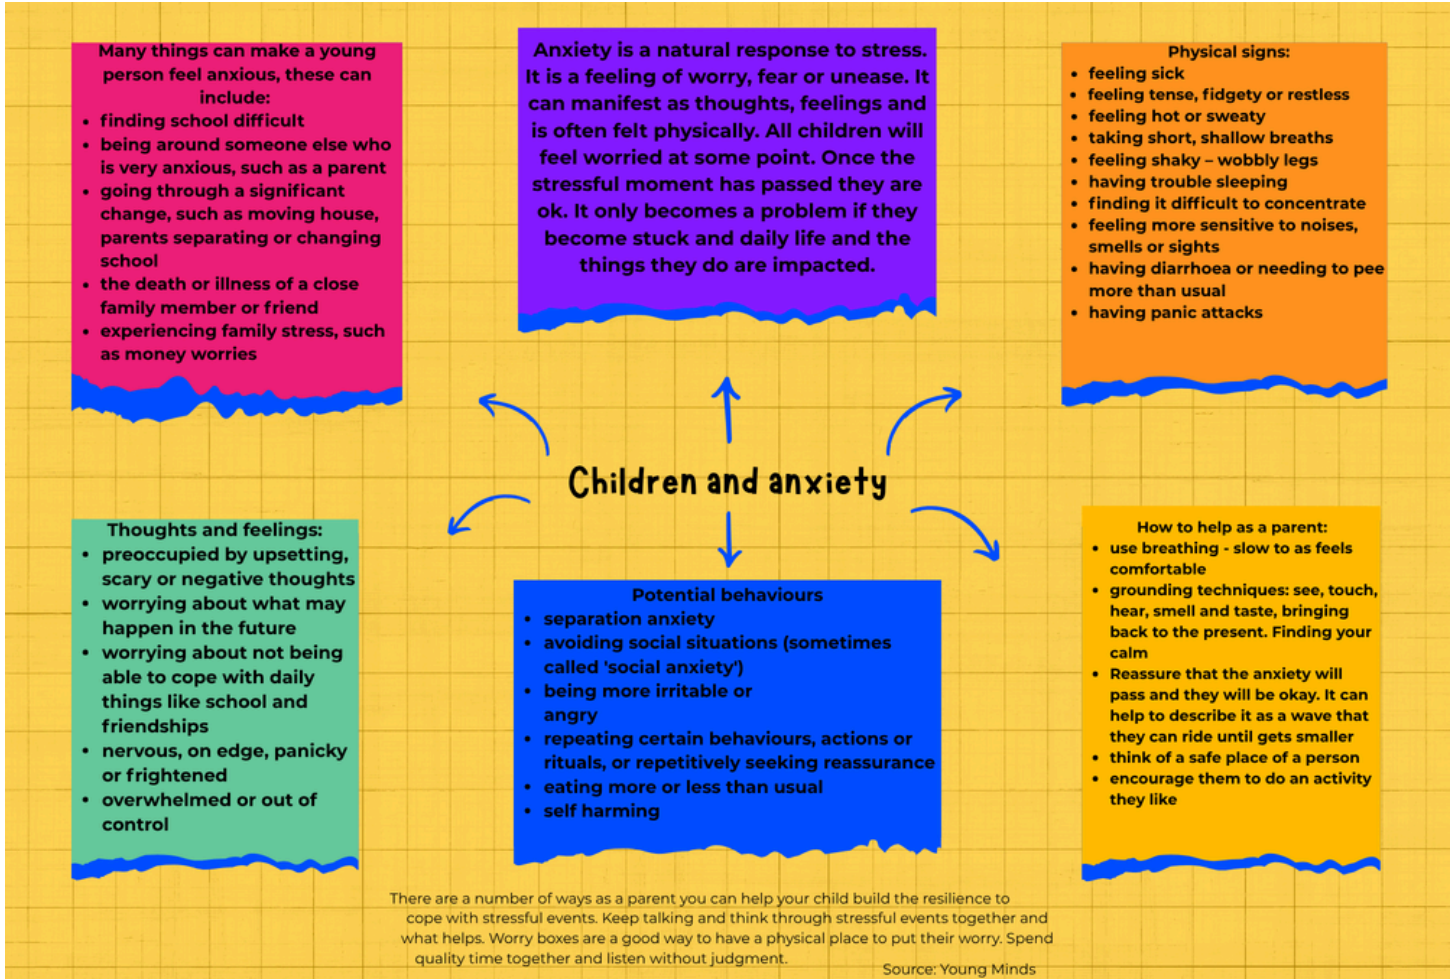 Many things can make a young
person feel anxious, these can
include:
• finding school difficult
• being around someone else who
is very anxious, such as a parent
• going through a significant
change, such as moving house,
parents separating or changing
school
• the death or illness of a close
family member or friend
• experiencing family stress, such
as money worries
Anxiety is a natural response to stress.
It is a feeling of worry, fear or unease. It
can manifest as thoughts, feelings and
is often felt physically. All children will
feel worried at some point. Once the
stressful moment has passed they are
ok. It only becomes a problem if they
become stuck and daily life and the
things they do are impacted.
Physical signs:
• feeling sick
• feeling tense, fidgety or restless
• feeling hot or sweaty
• taking short, shallow breaths
• feeling shaky – wobbly legs
• having trouble sleeping
• finding it difficult to concentrate
• feeling more sensitive to noises,
smells or sights
• having diarrhoea or needing to pee
more than usual
• having panic attacks
Children and anxiety
Thoughts and feelings:
• preoccupied by upsetting,
scary or negative thoughts
• worrying about what may
happen in the future
• worrying about not being
able to cope with daily
things like school and
friendships
• nervous, on edge, panicky
or frightened
• overwhelmed or out of
control
Potential behaviours
• separation anxiety
• avoiding social situations (sometimes
called 'social anxiety')
• being more irritable or
angry
• repeating certain behaviours, actions or
rituals, or repetitively seeking reassurance
• eating more or less than usual
• self harming
How to help as a parent:
• use breathing - slow to as feels
comfortable
• grounding techniques: see, touch,
hear, smell and taste, bringing
back to the present. Finding your
calm
• Reassure that the anxiety will
pass and they will be okay. It can
help to describe it as a wave that
they can ride until gets smaller
• think of a safe place of a person
• encourage them to do an activity
they like
There are a number of ways as a parent you can help your child build the resilience to
cope with stressful events. Keep talking and think through stressful events together and
what helps. Worry boxes are a good way to have a physical place to put their worry. Spend
quality time together and listen without judgment.
Source: Young Minds